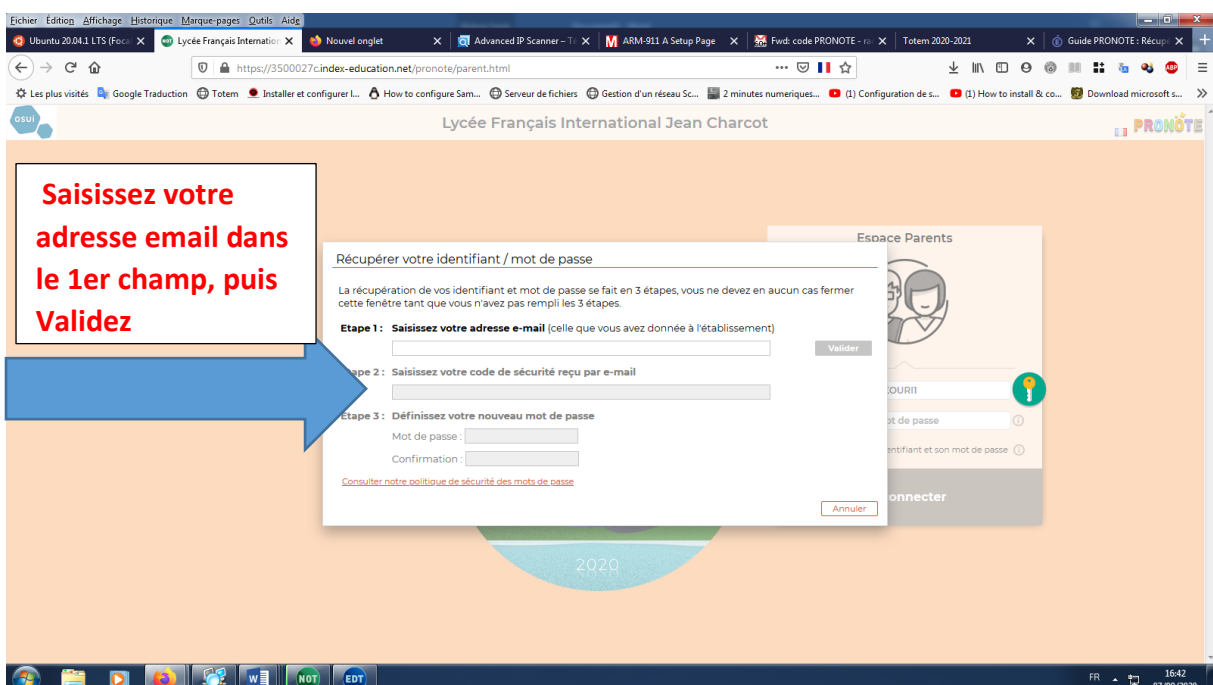 Fichier Édition Affichage Historique Marque-pages Outils Aide
Ubuntu 20.04.1 LTS (Foca Lycée Français Internation Nouvel onglet Advanced IP Scanner – Té ARM-911 A Setup Page Fwd: code PRONOTE - ra Totem 2020-2021 Guide PRONOTE : Récupé
https://3500027c.index-education.net/pronote/parent.html
Les plus visités Google Traduction Totem Installer et configurer l... How to configure Sam... Serveur de fichiers Gestion d'un réseau Sc... 2 minutes numeriques... (1) Configuration de s... (1) How to install & co... Download microsoft s...
osui Lycée Français International Jean Charcot PRONOTE
Saisissez votre
adresse email dans
le 1er champ, puis
Validez
Espace Parents
Récupérer votre identifiant / mot de passe
La récupération de vos identifiant et mot de passe se fait en 3 étapes, vous ne devez en aucun cas fermer
cette fenêtre tant que vous n'avez pas rempli les 3 étapes.
Etape 1 : Saisissez votre adresse e-mail (celle que vous avez donnée à l'établissement)
Valider
ape 2 : Saisissez votre code de sécurité reçu par e-mail
Etape 3 : Définissez votre nouveau mot de passe
Mot de passe :
Confirmation :
Consulter notre politique de sécurité des mots de passe
Annuler
COURI1
ot de passe
entifiant et son mot de passe
onnecter
2020
W NOT EDT
FR 16:42
07/09/2020